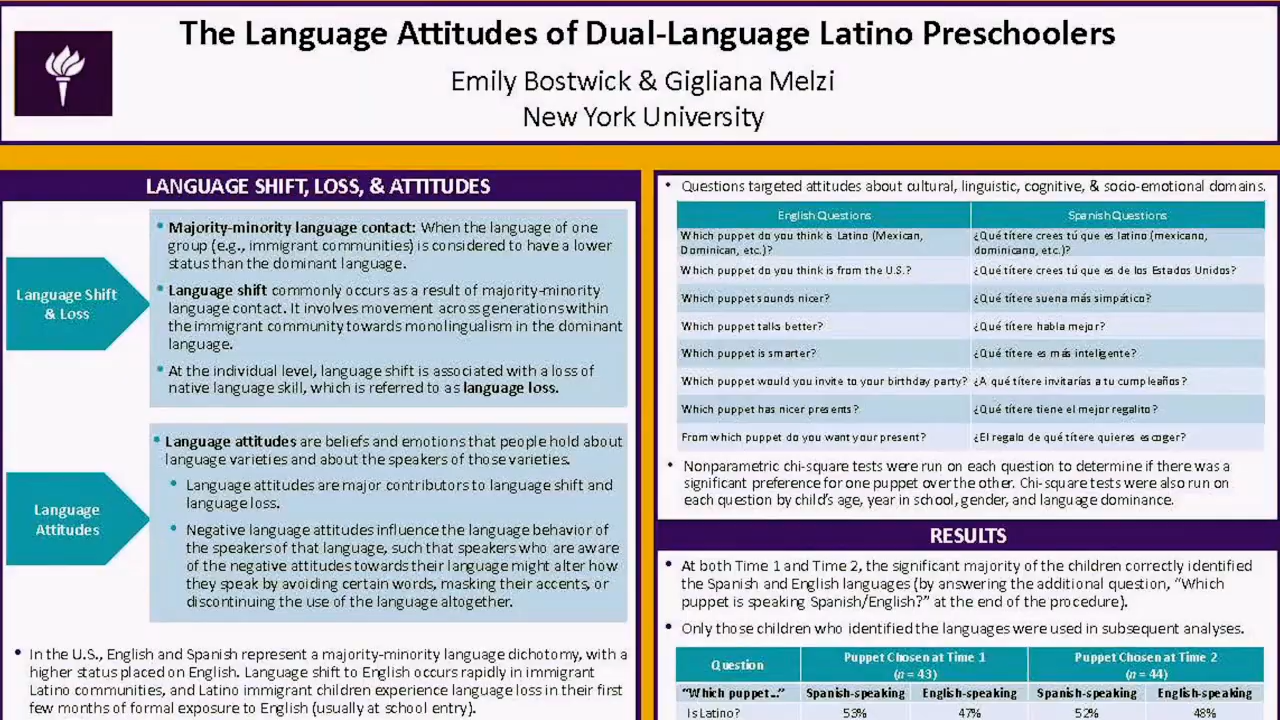 The Language Attitudes of Dual-Language Latino Preschoolers
Emily Bostwick & Gigliana Melzi
New York University
LANGUAGE SHIFT, LOSS, & ATTITUDES
Language Shift
& Loss
• Majority-minority language contact: When the language of one
group (e.g., immigrant communities) is considered to have a lower
status than the dominant language.
• Language shift commonly occurs as a result of majority-minority
language contact. It involves movement across generations within
the immigrant community towards monolingualism in the dominant
language.
• At the individual level, language shift is associated with a loss of
native language skill, which is referred to as language loss.
Language
Attitudes
• Language attitudes are beliefs and emotions that people hold about
language varieties and about the speakers of those varieties.
• Language attitudes are major contributors to language shift and
language loss.
• Negative language attitudes influence the language behavior of
the speakers of that language, such that speakers who are aware
of the negative attitudes towards their language might alter how
they speak by avoiding certain words, masking their accents, or
discontinuing the use of the language altogether.
• In the U.S., English and Spanish represent a majority-minority language dichotomy, with a
higher status placed on English. Language shift to English occurs rapidly in immigrant
Latino communities, and Latino immigrant children experience language loss in their first
few months of formal exposure to English (usually at school entry).
• Questions targeted attitudes about cultural, linguistic, cognitive, & socio-emotional domains.
English Questions Spanish Questions
Which puppet do you think is Latino (Mexican, ¿Qué títere crees tú que es latino (mexicano,
Dominican, etc.)? dominicano, etc.)?
Which puppet do you think is from the U.S.? ¿Qué títere crees tú que es de los Estados Unidos?
Which puppet sounds nicer? ¿Qué títere suena más simpático?
Which puppet talks better? ¿Qué títere habla mejor?
Which puppet is smarter? ¿Qué títere es más inteligente?
Which puppet would you invite to your birthday party? ¿A qué títere invitarías a tu cumpleaños?
Which puppet has nicer presents? ¿Qué títere tiene el mejor regalito?
From which puppet do you want your present? ¿El regalo de qué títere quieres escoger?
• Nonparametric chi-square tests were run on each question to determine if there was a
significant preference for one puppet over the other. Chi-square tests were also run on
each question by child's age, year in school, gender, and language dominance.
RESULTS
• At both Time 1 and Time 2, the significant majority of the children correctly identified
the Spanish and English languages (by answering the additional question, "Which
puppet is speaking Spanish/English?" at the end of the procedure).
• Only those children who identified the languages were used in subsequent analyses.
Question Puppet Chosen at Time 1 Puppet Chosen at Time 2
(n = 43) (n = 44)
"Which puppet…" Spanish-speaking English-speaking Spanish-speaking English-speaking
Is Latino? 53% 47% 52% 48%